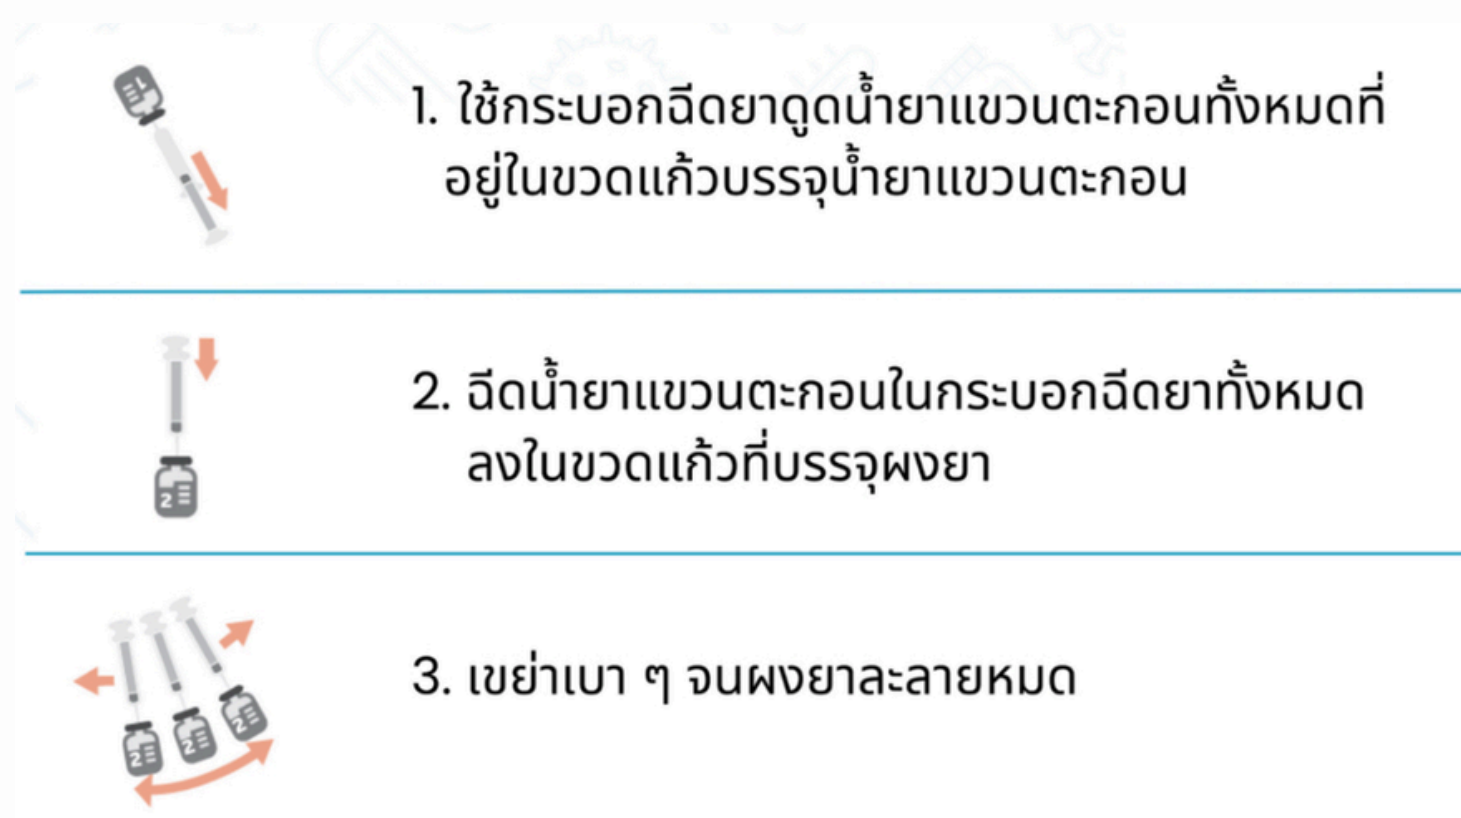 1
1. ใช้กระบอกฉีดยาดูดน้ำยาแขวนตะกอนทั้งหมดที่
อยู่ในขวดแก้วบรรจุน้ำยาแขวนตะกอน
2. ฉีดน้ำยาแขวนตะกอนในกระบอกฉีดยาทั้งหมด
ลงในขวดแก้วที่บรรจุผงยา
2
3. เขย่าเบา ๆ จนผงยาละลายหมด
2
2
2